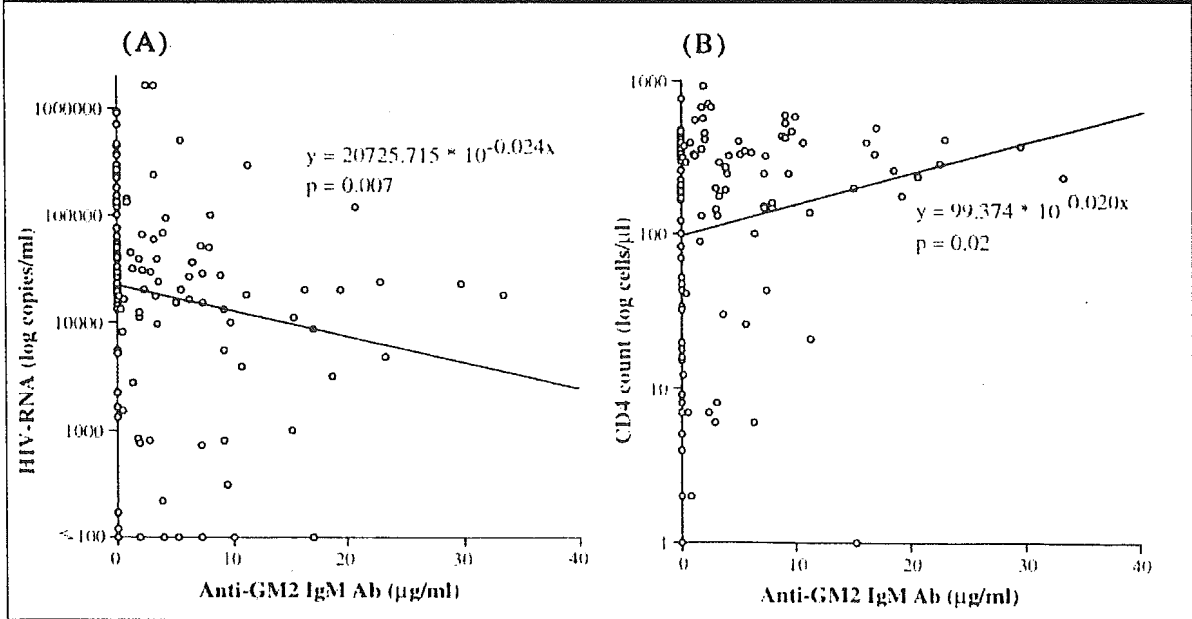 (A)
HIV-RNA (log copies/ml)
1000000
100000
10000
1000
<-100
y = 20725.715 * 10^-0.024x
p = 0.007
0 10 20 30 40
Anti-GM2 IgM Ab (µg/ml)
(B)
CD4 count (log cells/µl)
1000
100
10
1
y = 99.374 * 10^0.020x
p = 0.02
0 10 20 30 40
Anti-GM2 IgM Ab (µg/ml)